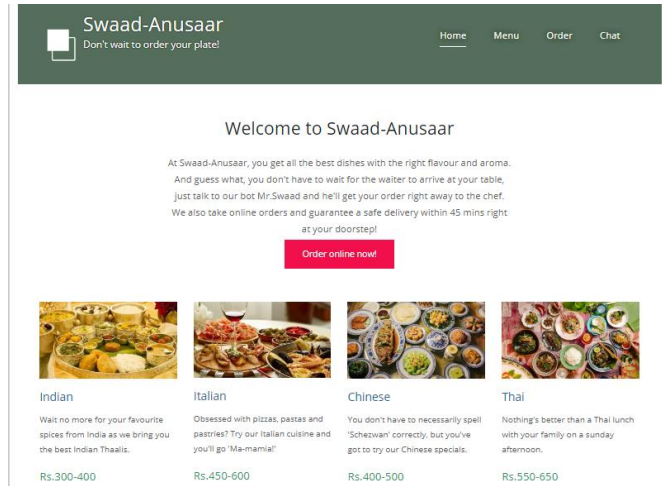 Swaad-Anusaar
Don't wait to order your plate!
Home
Menu
Order
Chat
Welcome to Swaad-Anusaar
At Swaad-Anusaar, you get all the best dishes with the right flavour and aroma.
And guess what, you don't have to wait for the waiter to arrive at your table,
just talk to our bot Mr.Swaad and he'll get your order right away to the chef.
We also take online orders and guarantee a safe delivery within 45 mins right
at your doorstep!
Order online now!
Indian
Wait no more for your favourite
spices from India as we bring you
the best Indian Thaalis.
Rs.300-400
Italian
Obsessed with pizzas, pastas and
pastries? Try our Italian cuisine and
you'll go 'Ma-mamia!'
Rs.450-600
Chinese
You don't have to necessarily spell
'Schezwan' correctly, but you've
got to try our Chinese specials.
Rs.400-500
Thai
Nothing's better than a Thai lunch
with your family on a sunday
afternoon.
Rs.550-650